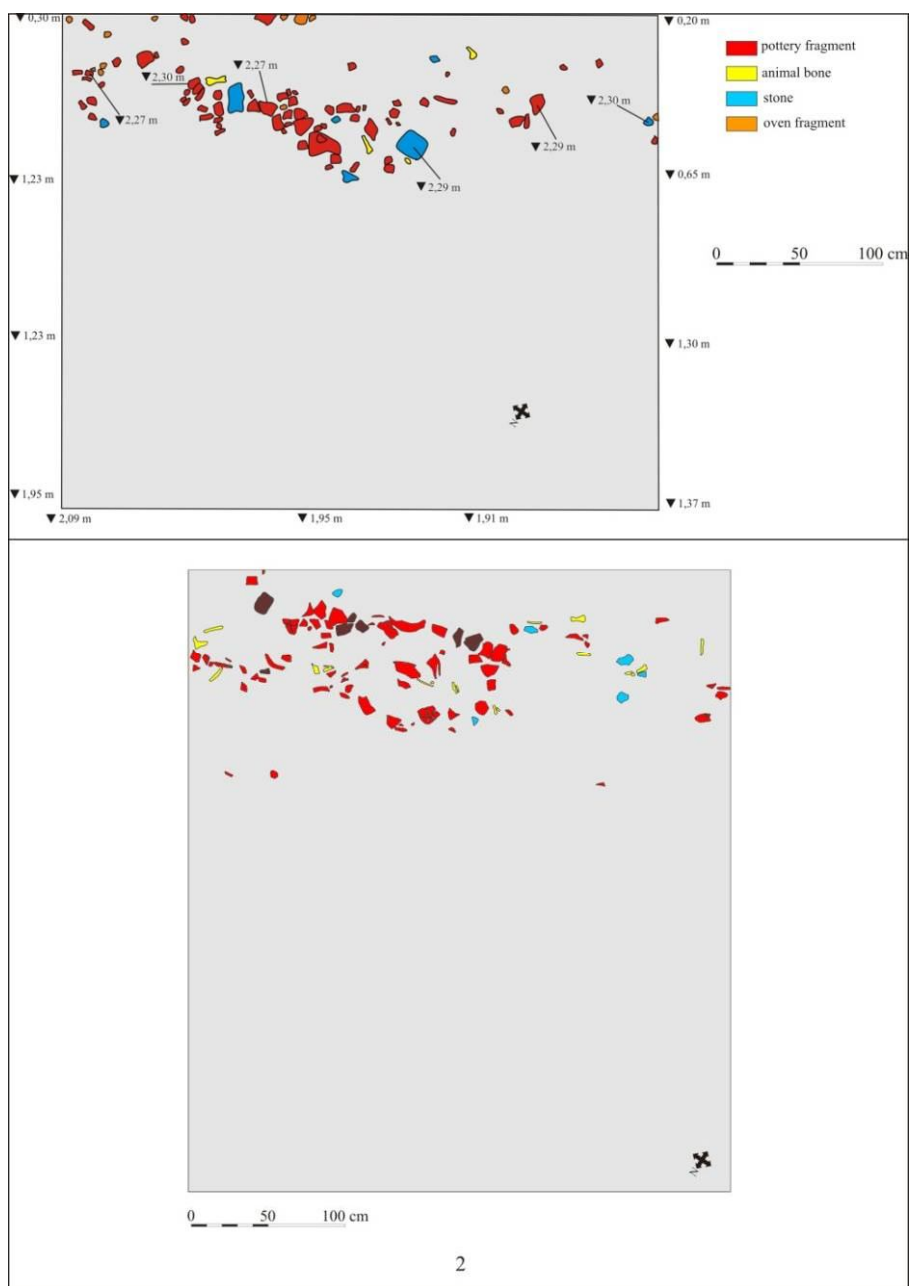 ▼ 0,30 m
▼ 0,20 m
pottery fragment
animal bone
stone
oven fragment
▼ 2,27 m
▼ 2,30 m
▼ 2,30 m
▼ 2,27 m
▼ 2,29 m
▼ 2,29 m
▼ 1,23 m
▼ 0,65 m
0 50 100 cm
▼ 1,23 m
▼ 1,30 m
N
▼ 1,95 m
▼ 1,37 m
▼ 2,09 m
▼ 1,95 m
▼ 1,91 m
N
0 50 100 cm
2